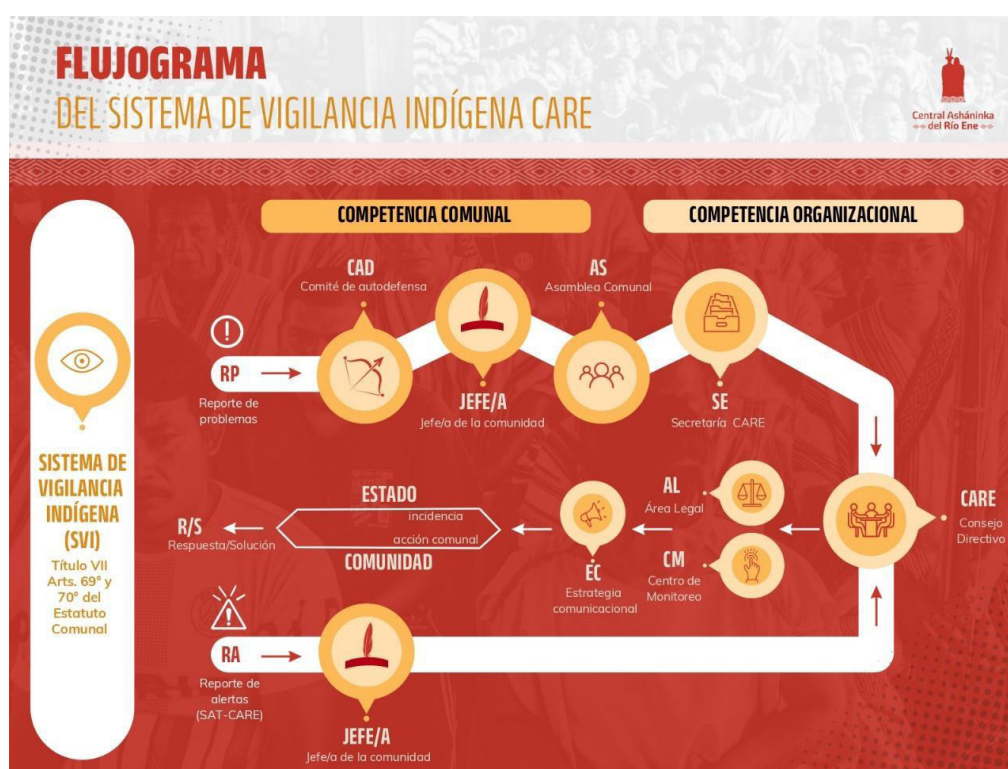 FLUJOGRAMA
DEL SISTEMA DE VIGILANCIA INDÍGENA CARE
Central Asháninka
del Río Ene
COMPETENCIA COMUNAL
COMPETENCIA ORGANIZACIONAL
CAD
Comité de autodefensa
AS
Asamblea Comunal
RP
Reporte de
problemas
JEFE/A
Jefe/a de la comunidad
SE
Secretaría CARE
SISTEMA DE
VIGILANCIA
INDÍGENA
(SVI)
Título VII
Arts. 69° y
70° del
Estatuto
Comunal
R/S
Respuesta/Solución
ESTADO
incidencia
acción comunal
COMUNIDAD
EC
Estrategia
comunicacional
AL
Área Legal
CM
Centro de
Monitoreo
CARE
Consejo
Directivo
RA
Reporte de
alertas
(SAT-CARE)
JEFE/A
Jefe/a de la comunidad